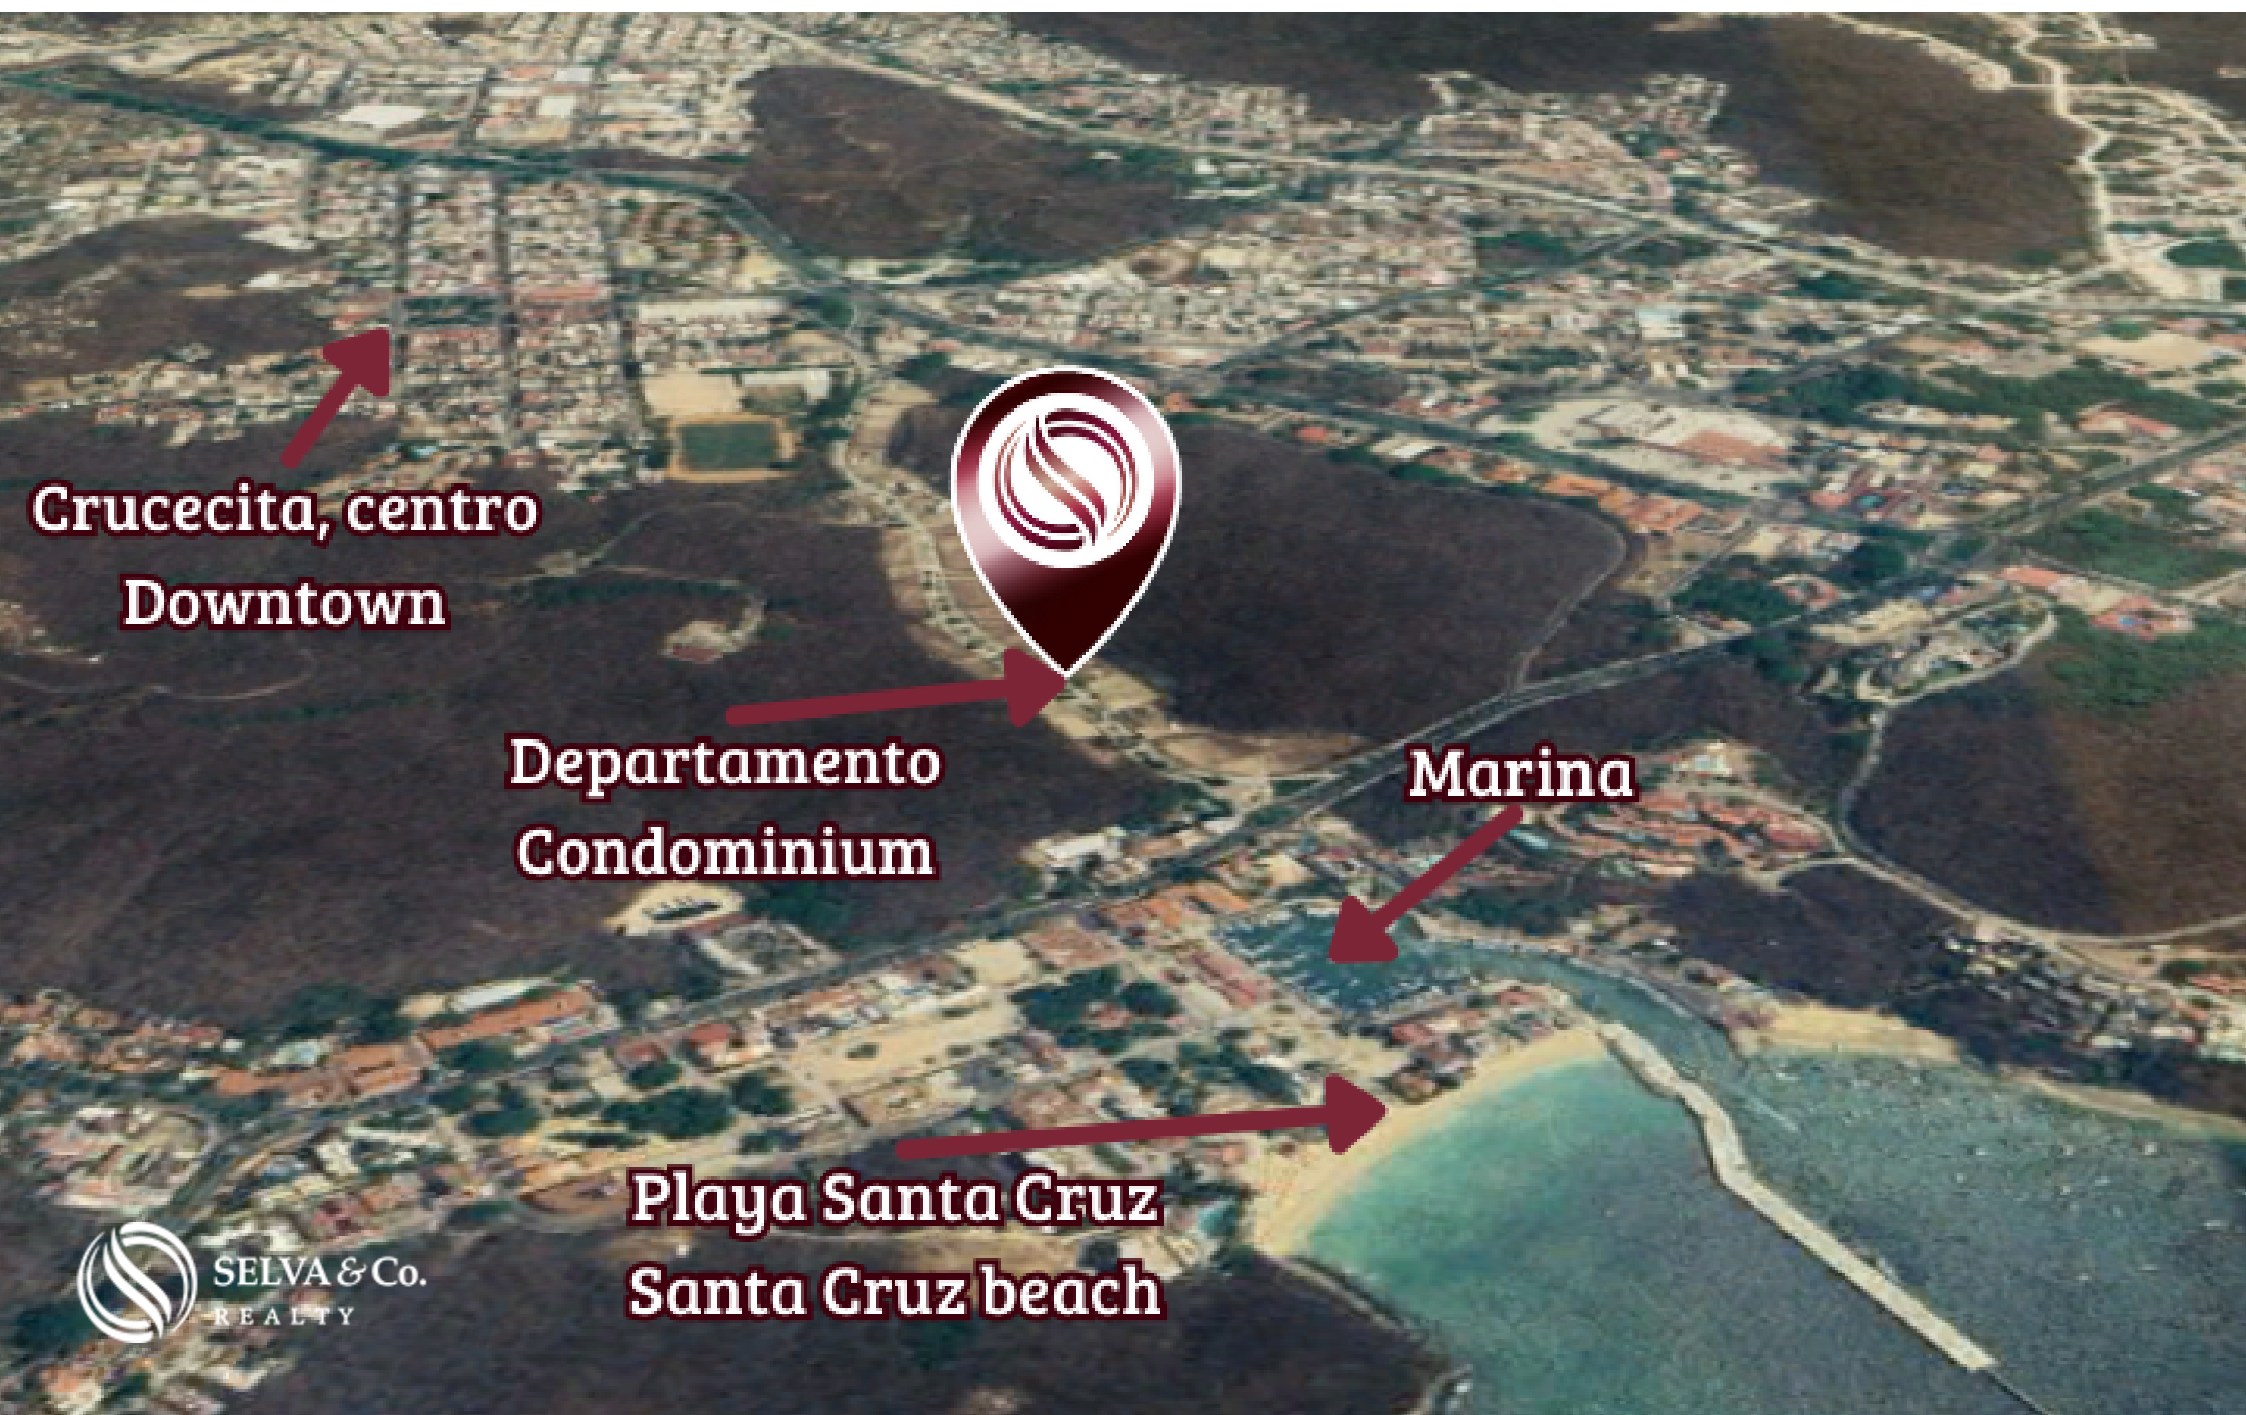 Crucecita, centro
Downtown
Departamento
Condominium
Marina
Playa Santa Cruz
Santa Cruz beach
SELVA & Co.
REALTY